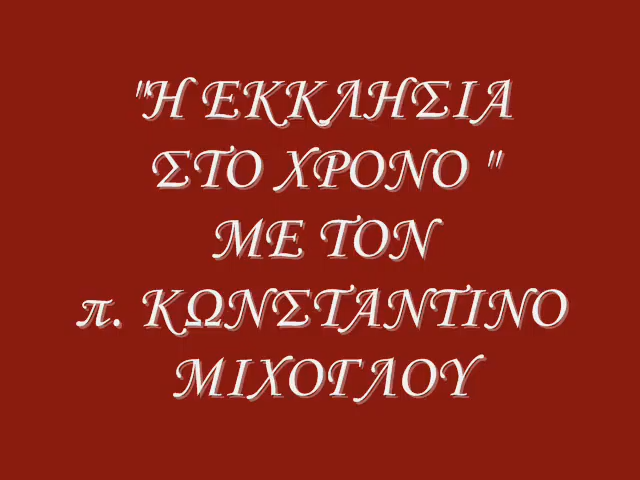 "Η ΕΚΚΛΗΣΙΑ
ΣΤΟ ΧΡΟΝΟ "
ΜΕ ΤΟΝ
π. ΚΩΝΣΤΑΝΤΙΝΟ
ΜΙΧΟΓΛΟΥ